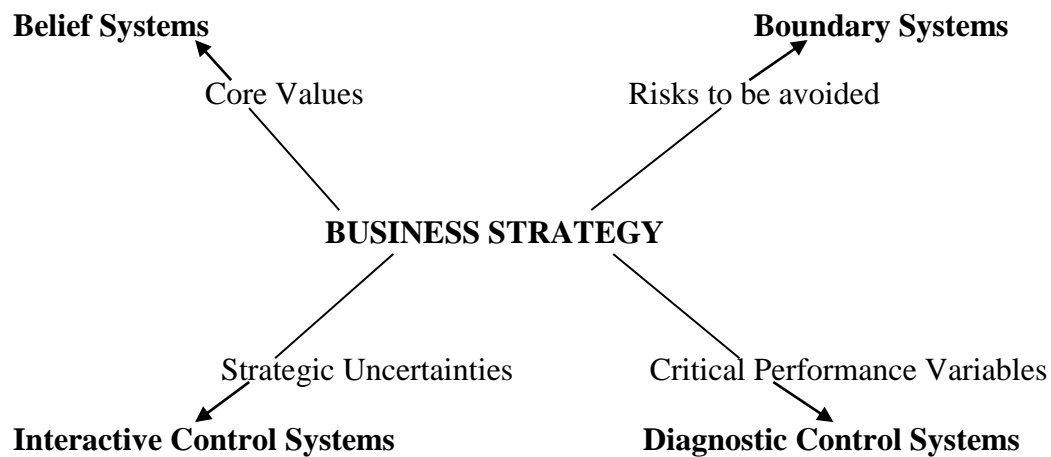 Belief Systems Boundary Systems
Core Values Risks to be avoided
BUSINESS STRATEGY
Strategic Uncertainties Critical Performance Variables
Interactive Control Systems Diagnostic Control Systems